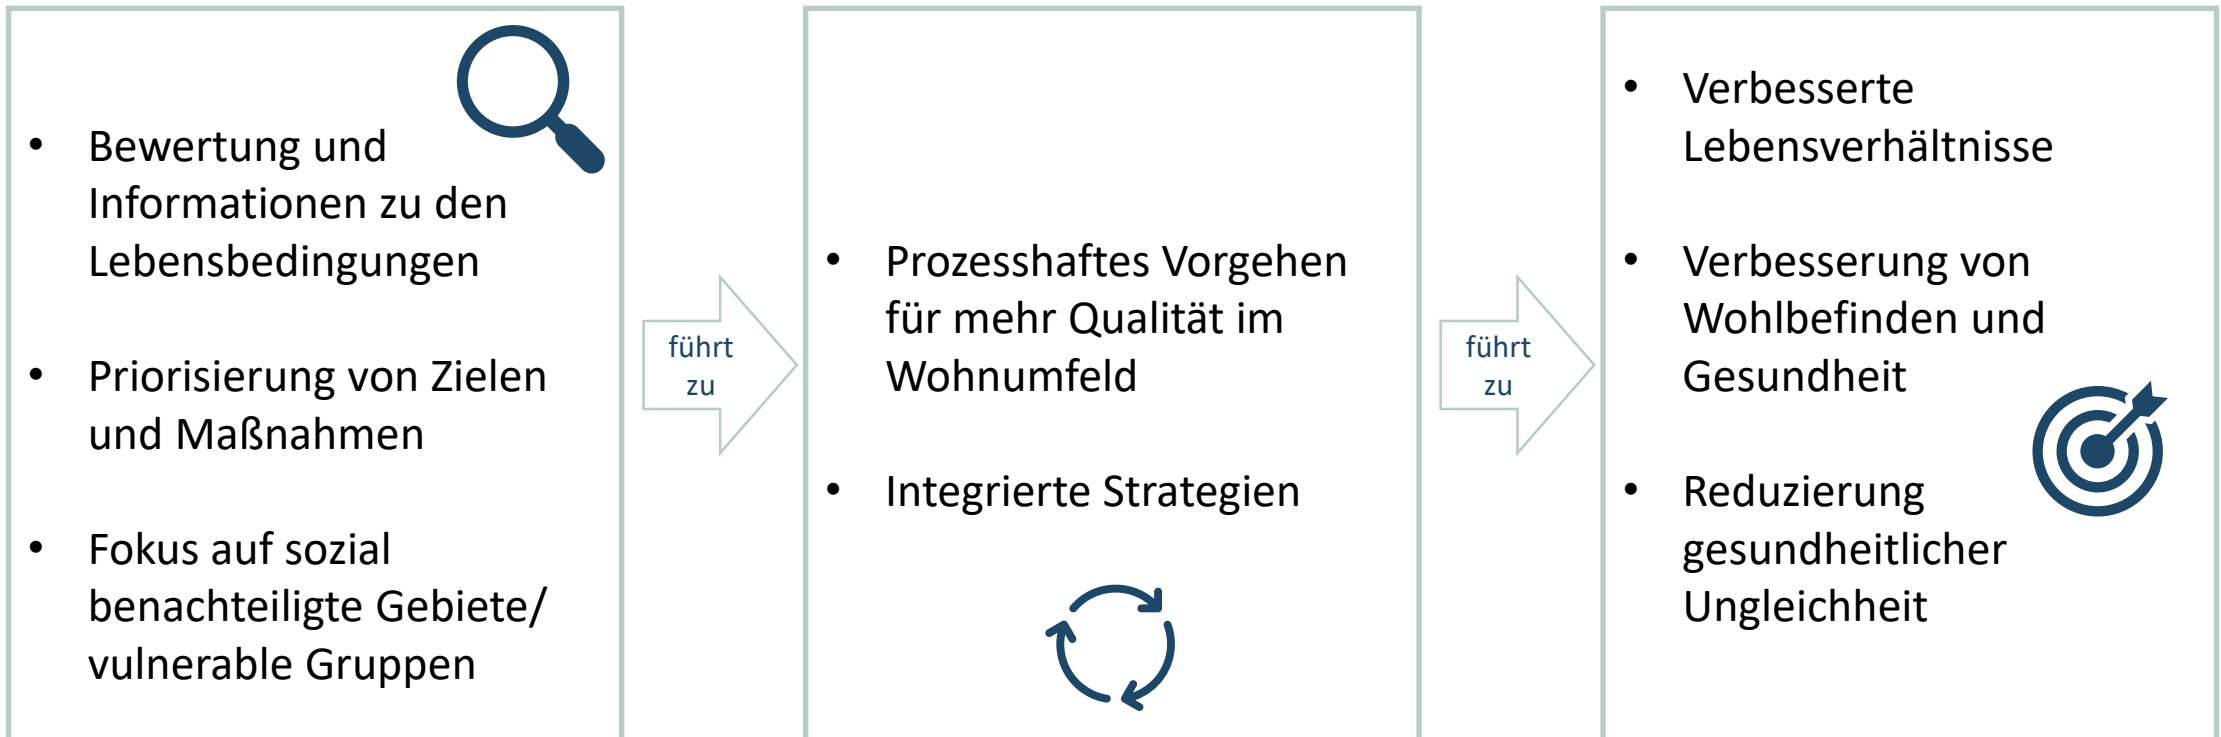 • Bewertung und
Informationen zu den
Lebensbedingungen
• Priorisierung von Zielen
und Maßnahmen
• Fokus auf sozial
benachteiligte Gebiete/
vulnerable Gruppen
führt
zu
• Prozesshaftes Vorgehen
für mehr Qualität im
Wohnumfeld
• Integrierte Strategien
führt
zu
• Verbesserte
Lebensverhältnisse
• Verbesserung von
Wohlbefinden und
Gesundheit
• Reduzierung
gesundheitlicher
Ungleichheit